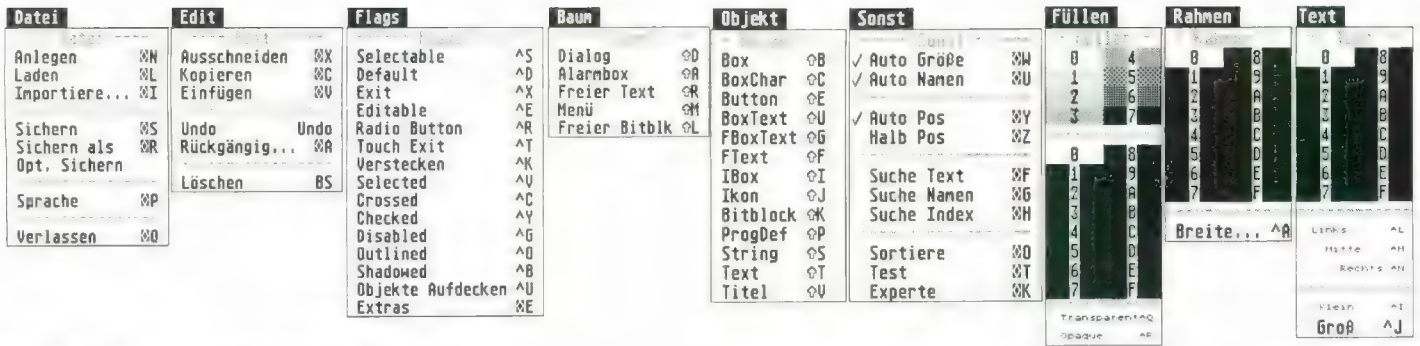 Datei
Anlegen ⌘N
Laden ⌘L
Importiere... ⌘I
Sichern ⌘S
Sichern als ⌘R
Opt. Sichern
Sprache ⌘P
Verlassen ⌘Q
Edit
Ausschneiden ⌘X
Kopieren ⌘C
Einfügen ⌘V
Undo Undo
Rückgängig... ⌘A
Löschen BS
Flags
Selectable ^S
Default ^D
Exit ^X
Editable ^E
Radio Button ^R
Touch Exit ^T
Verstecken ^K
Selected ^V
Crossed ^C
Checked ^Y
Disabled ^G
Outlined ^O
Shadowed ^B
Objekte Aufdecken ^U
Extras ⌘E
Baum
Dialog ⇧D
Alarmbox ⇧A
Freier Text ⇧R
Menü ⇧M
Freier Bitblk ⇧L
Objekt
Box ⇧B
BoxChar ⇧C
Button ⇧E
BoxText ⇧U
FBoxText ⇧G
FText ⇧F
IBox ⇧I
Ikon ⇧J
Bitblock ⇧K
ProgDef ⇧P
String ⇧S
Text ⇧T
Titel ⇧V
Sonst
✓ Auto Größe ⌘W
✓ Auto Namen ⌘U
✓ Auto Pos ⌘Y
Halb Pos ⌘Z
Suche Text ⌘F
Suche Namen ⌘G
Suche Index ⌘H
Sortiere ⌘O
Test ⌘T
Experte ⌘K
Füllen
0 4
1 5
2 6
3 7
0 8
1 9
2 A
3 B
4 C
5 D
6 E
7 F
Transparent ^Q
Opaque ^P
Rahmen
0 8
1 9
2 A
3 B
4 C
5 D
6 E
7 F
Breite... ^A
Text
0 8
1 9
2 A
3 B
4 C
5 D
6 E
7 F
Links ^L
Mitte ^M
Rechts ^N
Klein ^I
Groß ^J